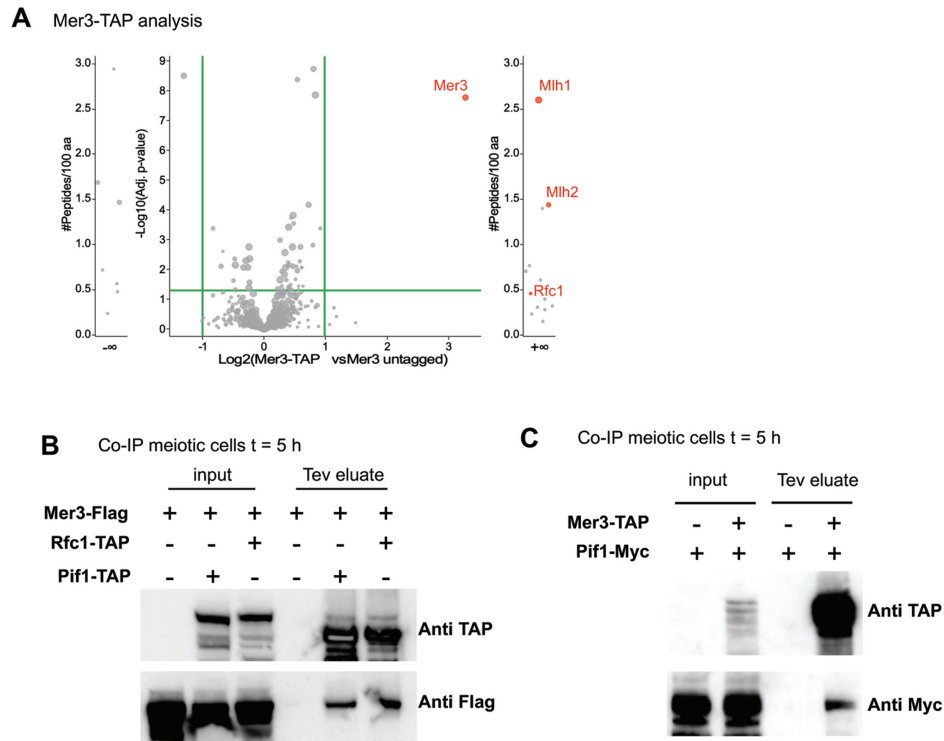 A Mer3-TAP analysis
#Peptides/100 aa
3.0
2.5
2.0
1.5
1.0
0.5
0.0
-∞
-Log10(Adj. p-value)
9
8
7
6
5
4
3
2
1
0
-1 0 1 2 3
Log2(Mer3-TAP vsMer3 untagged)
Mer3
#Peptides/100 aa
3.0
2.5
2.0
1.5
1.0
0.5
0.0
+∞
Mlh1
Mlh2
Rfc1
B Co-IP meiotic cells t = 5 h
input Tev eluate
Mer3-Flag + + + + + +
Rfc1-TAP - - + - - +
Pif1-TAP - + - - + -
Anti TAP
Anti Flag
C Co-IP meiotic cells t = 5 h
input Tev eluate
Mer3-TAP - + - +
Pif1-Myc + + + +
Anti TAP
Anti Myc